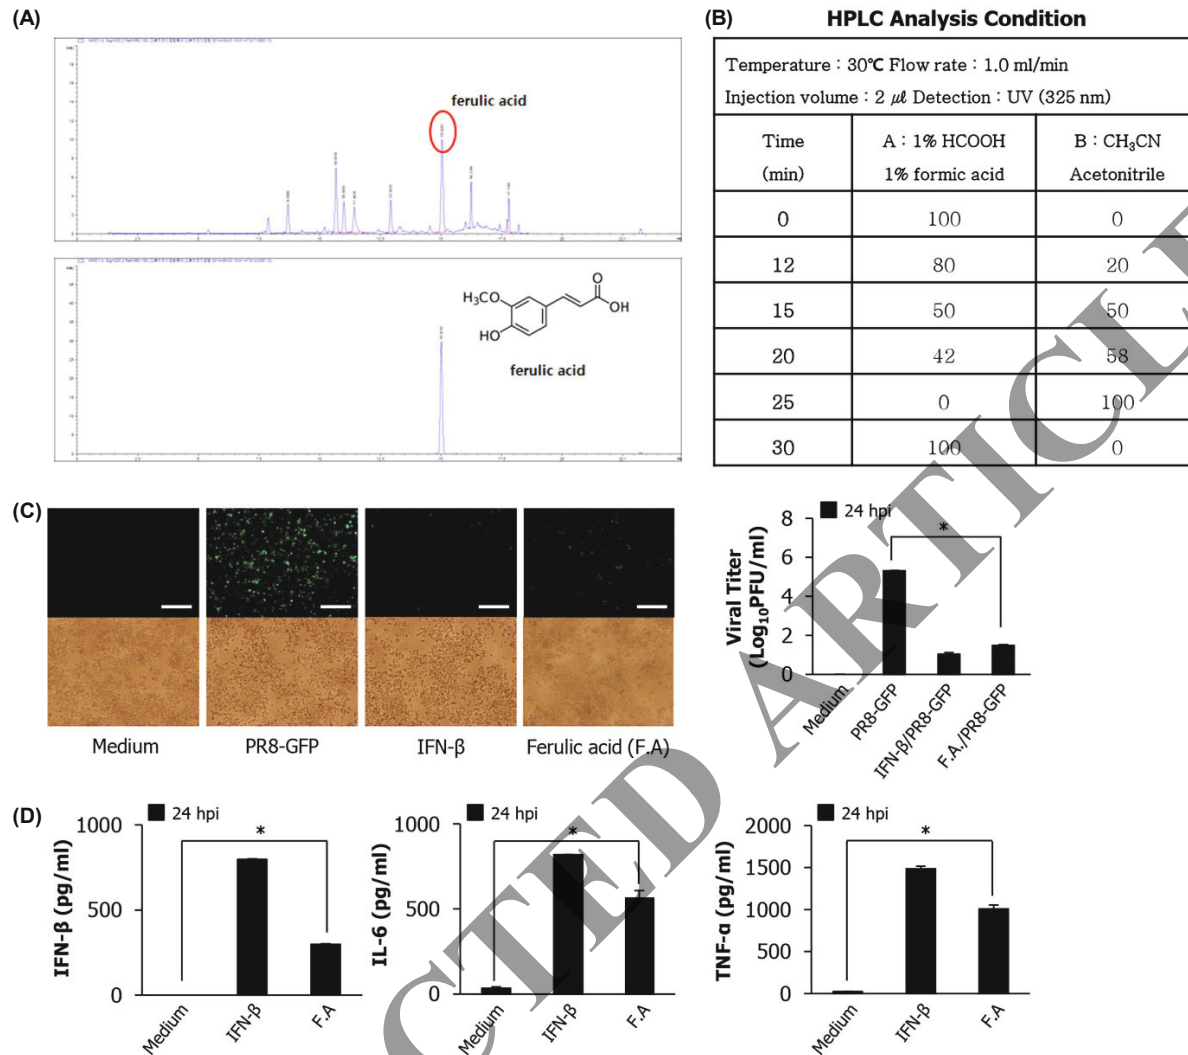 (A)
ferulic acid
H₃CO
O
OH
HO
ferulic acid
(B)
HPLC Analysis Condition
Temperature : 30℃ Flow rate : 1.0 ml/min
Injection volume : 2 ㎕ Detection : UV (325 nm)
Time (min) A : 1% HCOOH 1% formic acid B : CH₃CN Acetonitrile
0 100 0
12 80 20
15 50 50
20 42 58
25 0 100
30 100 0
(C)
Medium PR8-GFP IFN-β Ferulic acid (F.A)
24 hpi
*
Viral Titer
(Log₁₀PFU/ml)
8
6
4
2
0
Medium
PR8-GFP
IFN-β/PR8-GFP
F.A./PR8-GFP
(D)
24 hpi
*
IFN-β (pg/ml)
1000
500
0
Medium
IFN-β
F.A
24 hpi
*
IL-6 (pg/ml)
1000
500
0
Medium
IFN-β
F.A
24 hpi
*
TNF-α (pg/ml)
2000
1500
1000
500
0
Medium
IFN-β
F.A
CTED ARTICLE